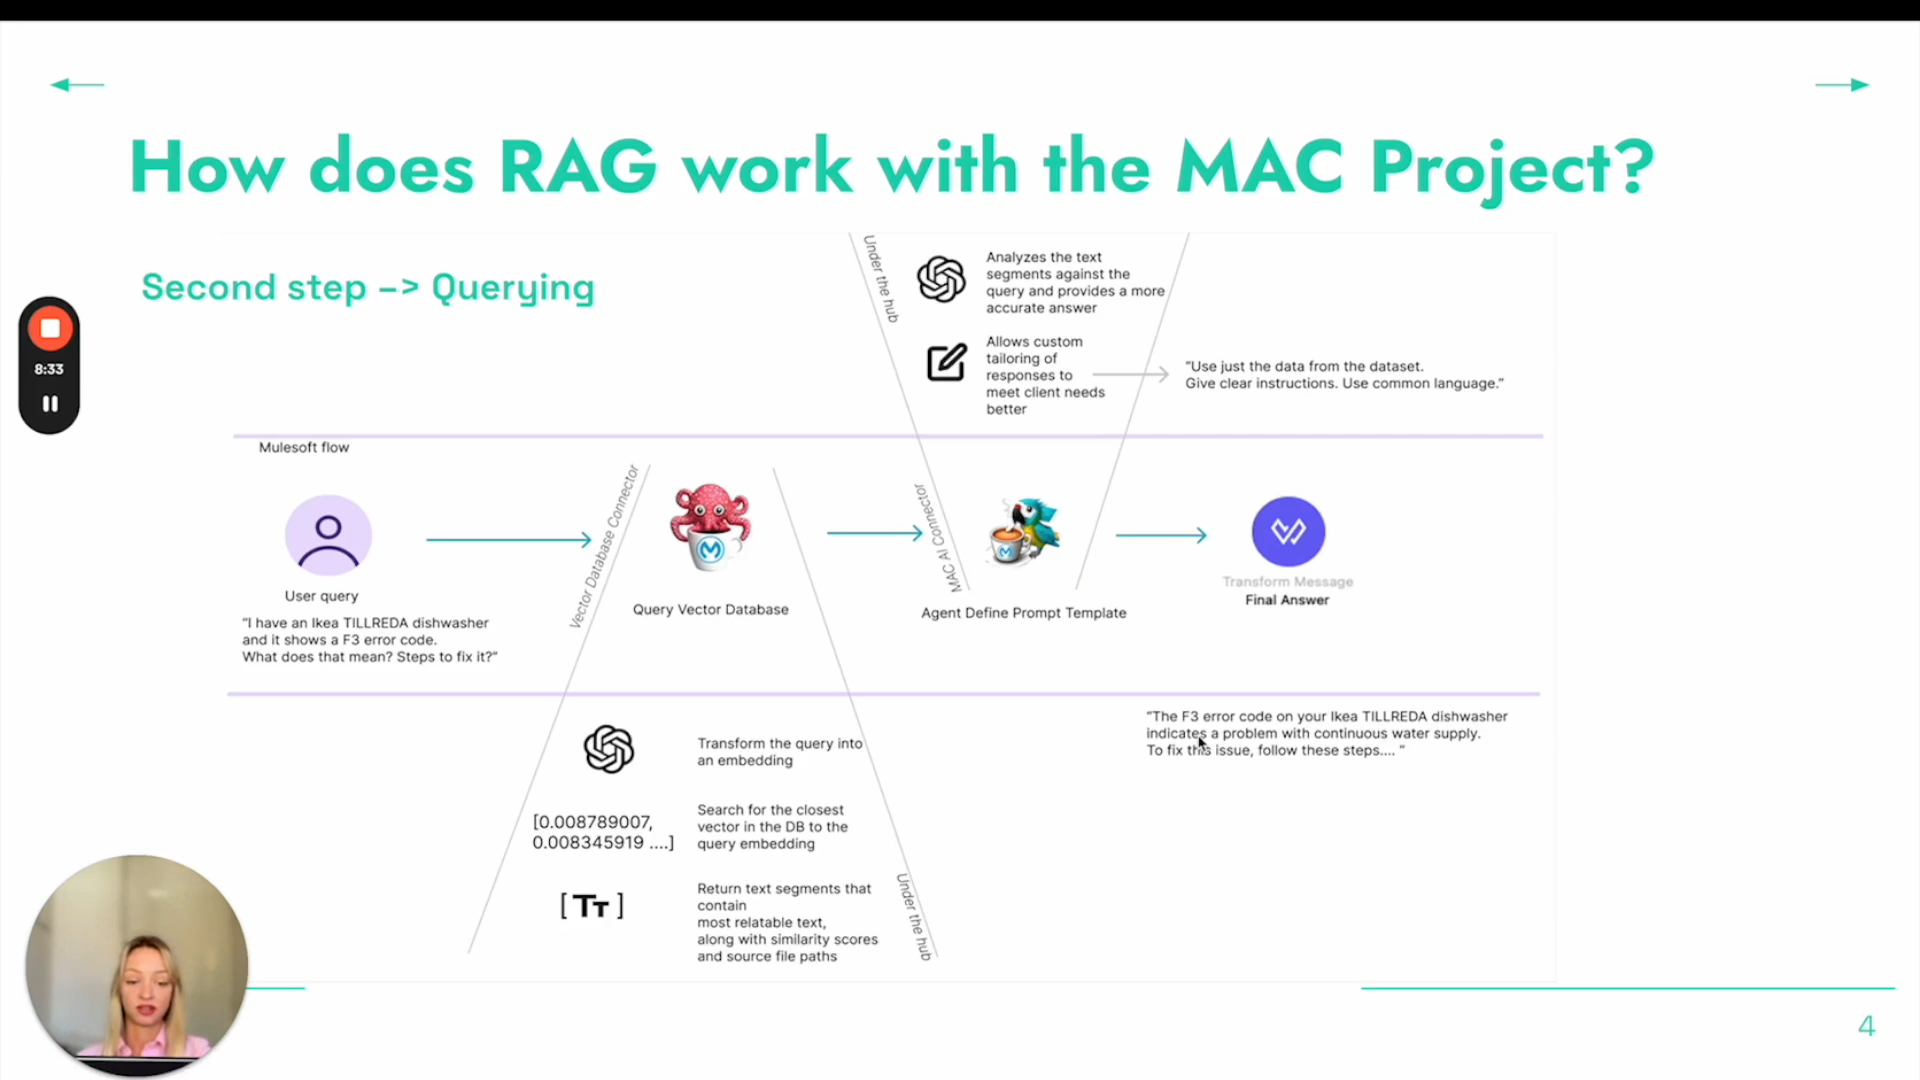 How does RAG work with the MAC Project?
Second step –> Querying
Under the hub
Analyzes the text
segments against the
query and provides a more
accurate answer
Allows custom
tailoring of
responses to
meet client needs
better
"Use just the data from the dataset.
Give clear instructions. Use common language."
8:33
Mulesoft flow
User query
"I have an Ikea TILLREDA dishwasher
and it shows a F3 error code.
What does that mean? Steps to fix it?"
Vector Database Connector
Query Vector Database
MAC AI Connector
Agent Define Prompt Template
Transform Message
Final Answer
"The F3 error code on your Ikea TILLREDA dishwasher
indicates a problem with continuous water supply.
To fix this issue, follow these steps.... "
Transform the query into
an embedding
[0.008789007,
0.008345919 ....]
Search for the closest
vector in the DB to the
query embedding
[Tт]
Return text segments that
contain
most relatable text,
along with similarity scores
and source file paths
Under the hub
4